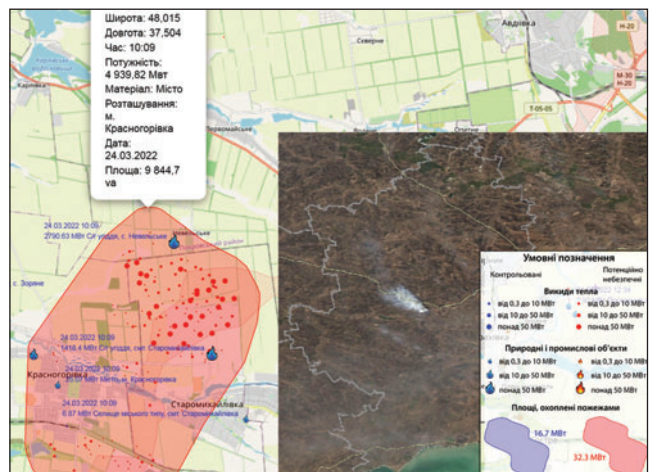 Широта: 48,015
Довгота: 37,504
Час: 10:09
Потужність:
4 939,82 Мвт
Матеріал: Місто
Розташування:
м.
Красногорівка
Дата:
24.03.2022
Площа: 9 844,7
va
Авдіївка
Скверне
Н-20
М-30
Н-20
Т-05-05
Карлівка
Первомайське
Опитне
24.03.2022 10:09
2790.63 МВт С/г угіддя, с. Невельське
Невельське
Покровський район
с. Зоряне
24.03.2022 10:09
1418.4 МВт С/г угіддя, смт. Старомихайлівка
Красногорівка
24.03.2022 10:09
Красногорівка
Старомихайлівка
24.03.2022 10:09
6.87 МВт Селище міського типу, смт. Старомихайлівка
Умовні позначення
Контрольовані
Потенційно
небезпечні
Викиди тепла
від 0,3 до 10 МВт
від 0,3 до 10 МВт
від 10 до 50 МВт
від 10 до 50 МВт
понад 50 МВт
понад 50 МВт
Природні і промислові об'єкти
від 0,3 до 10 МВт
від 0,3 до 10 МВт
від 10 до 50 МВт
від 10 до 50 МВт
понад 50 МВт
понад 50 МВт
Площі, охоплені пожежами
16.7 МВт
32.3 МВт